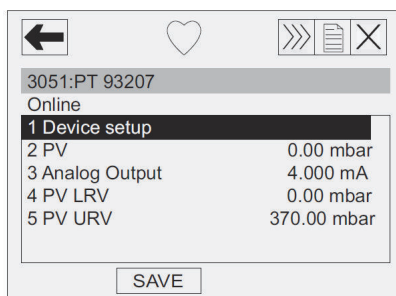 3051:PT 93207
Online
1 Device setup
2 PV 0.00 mbar
3 Analog Output 4.000 mA
4 PV LRV 0.00 mbar
5 PV URV 370.00 mbar
SAVE